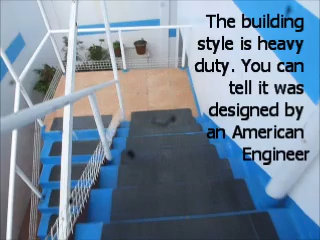 The building
style is heavy
duty. You can
tell it was
designed by
an American
Engineer